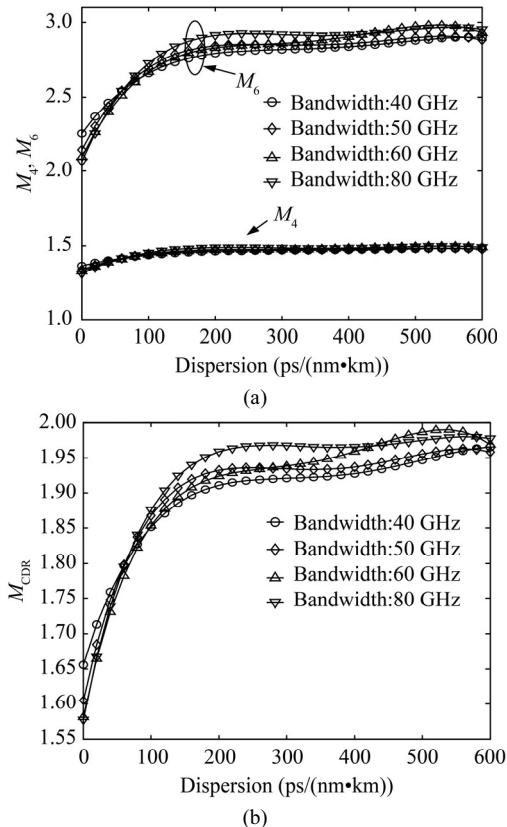 3.0
2.5
2.0
1.5
1.0
M4, M6
M6
Bandwidth:40 GHz
Bandwidth:50 GHz
Bandwidth:60 GHz
Bandwidth:80 GHz
M4
0 100 200 300 400 500 600
Dispersion (ps/(nm•km))
(a)
2.00
1.95
1.90
1.85
1.80
1.75
1.70
1.65
1.60
1.55
MCDR
Bandwidth:40 GHz
Bandwidth:50 GHz
Bandwidth:60 GHz
Bandwidth:80 GHz
0 100 200 300 400 500 600
Dispersion (ps/(nm•km))
(b)